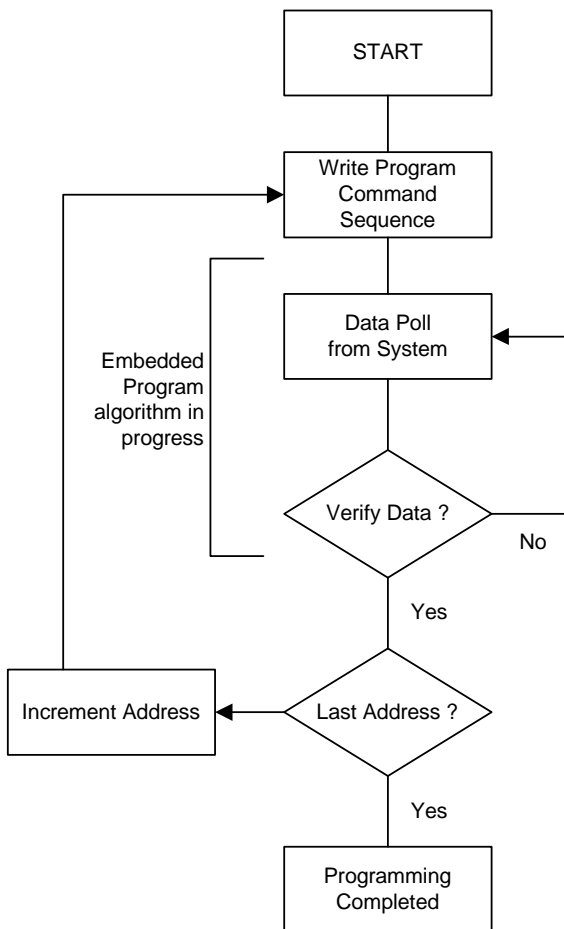 START
Write Program
Command
Sequence
Data Poll
from System
Embedded
Program
algorithm in
progress
Verify Data ?
No
Yes
Increment Address
Last Address ?
Yes
Programming
Completed